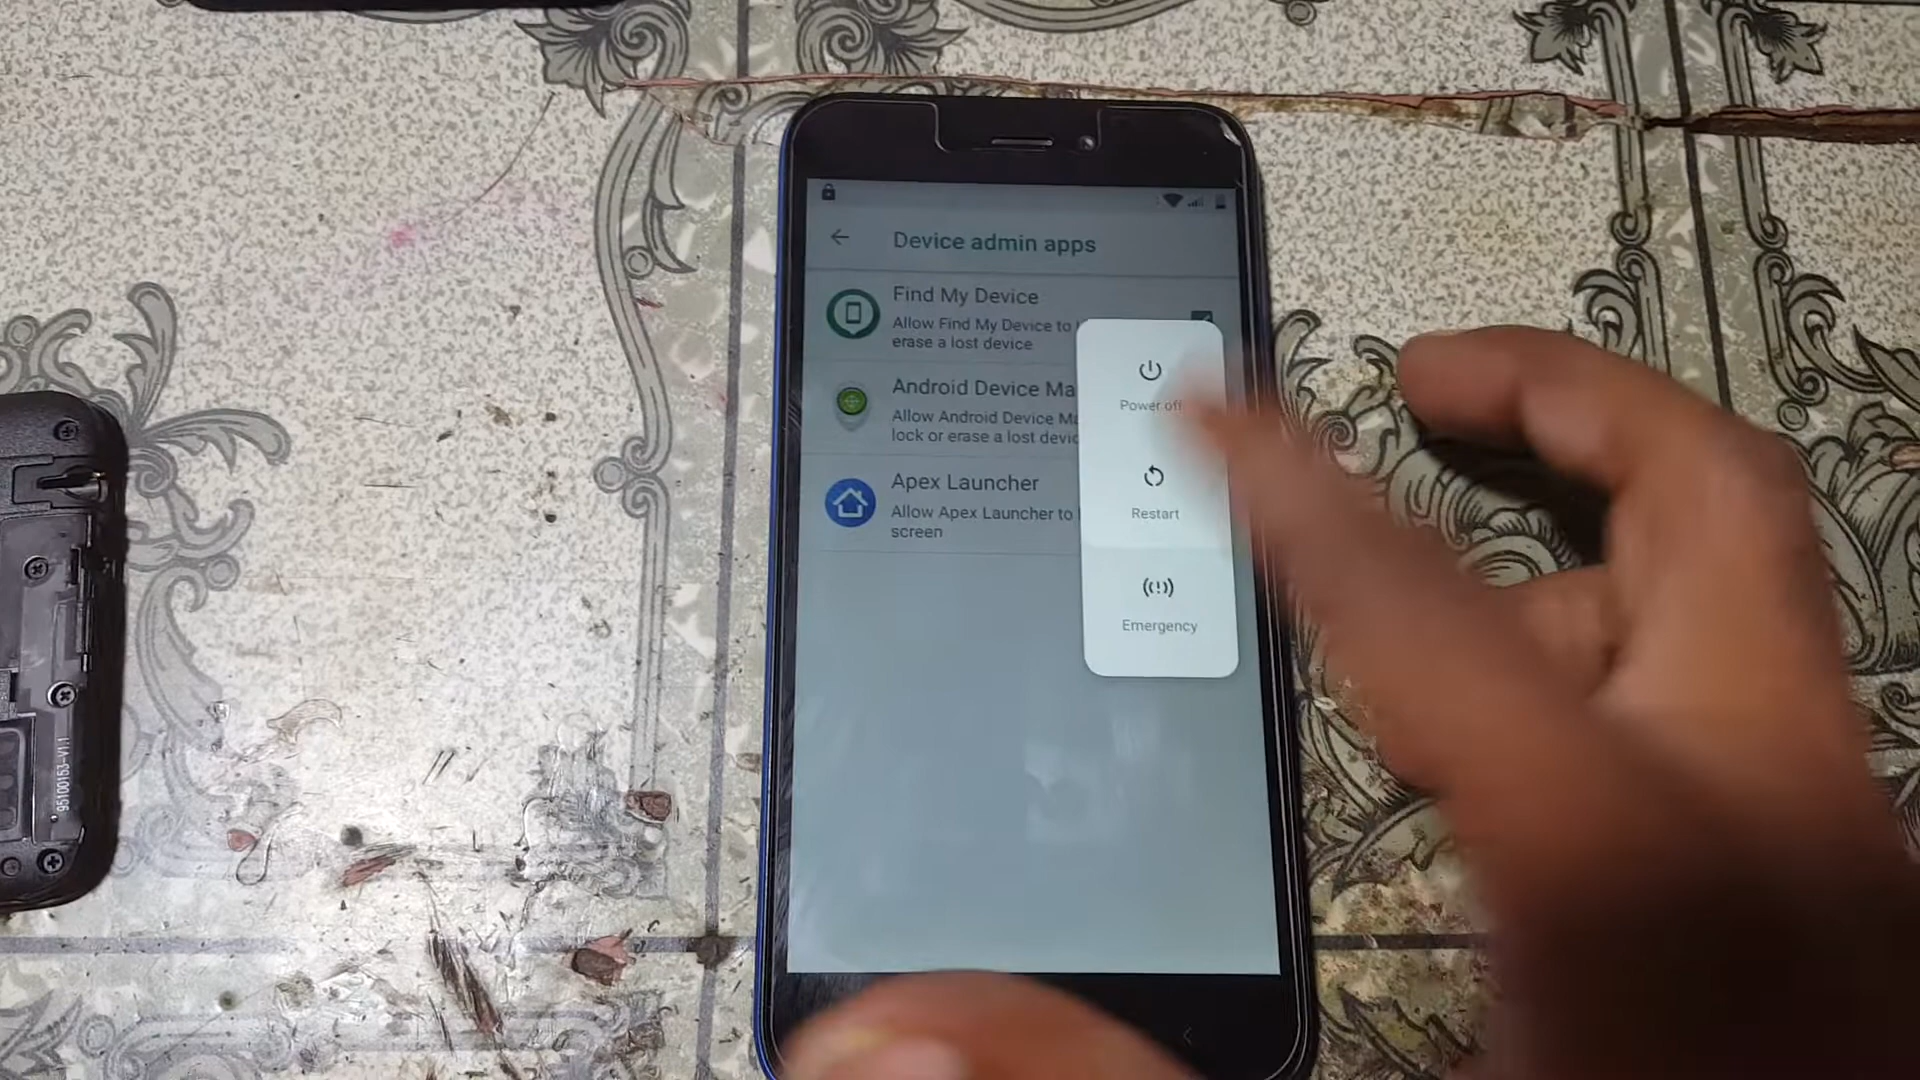 Device admin apps
Find My Device
Allow Find My Device to
erase a lost device
Android Device Ma
Allow Android Device Ma
lock or erase a lost devic
Apex Launcher
Allow Apex Launcher to
screen
Power off
Restart
Emergency
95100153-V1.1